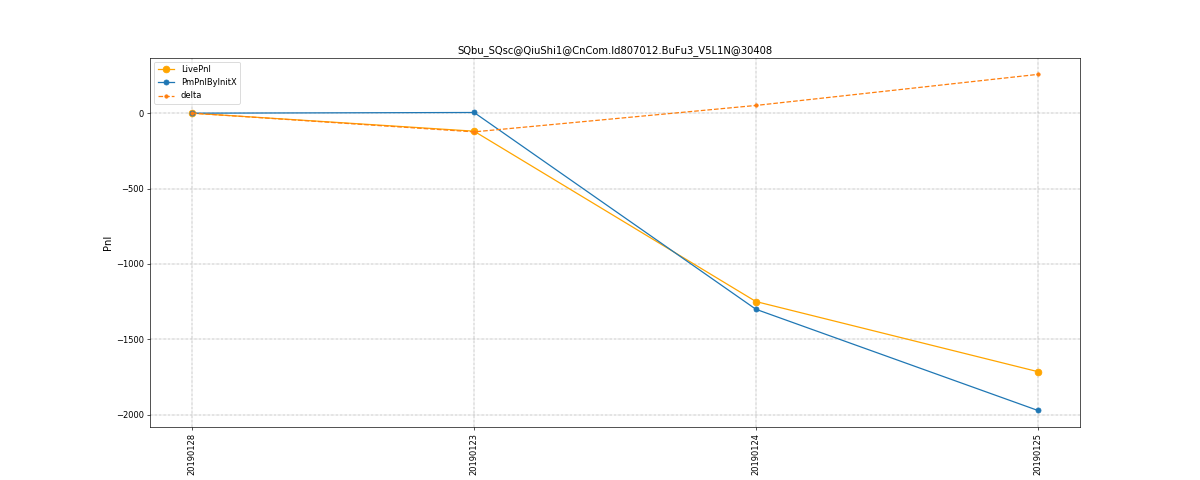 SQbu_SQsc@QiuShi1@CnCom.Id807012.BuFu3_V5L1N@30408
LivePnl
PmPnlByInitX
delta
0
−500
−1000
−1500
−2000
Pnl
20190128
20190123
20190124
20190125